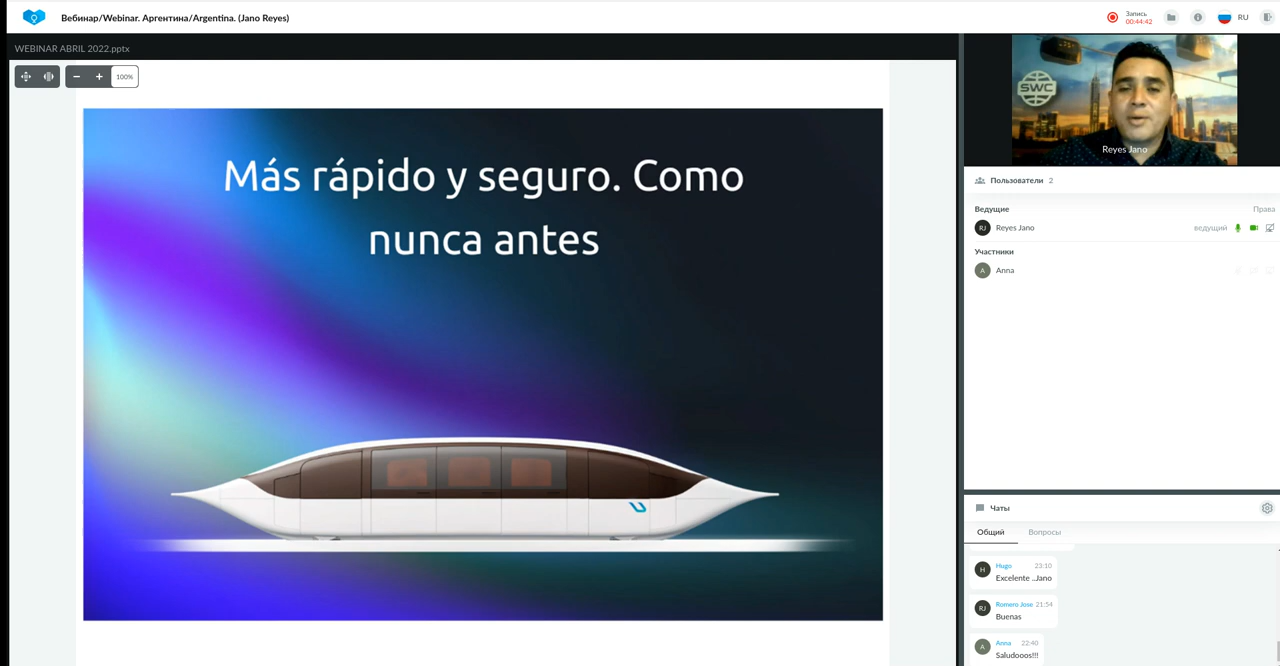 Вебинар/Webinar. Аргентина/Argentina. (Jano Reyes)
Запись
00:44:42
RU
WEBINAR ABRIL 2022.pptx
100%
Más rápido y seguro. Como
nunca antes
SWC
Reyes Jano
Пользователи 2
Ведущие Права
RJ Reyes Jano ведущий
Участники
A Anna
Чаты
Общий Вопросы
H Hugo 23:10
Excelente ..Jano
RJ Romero Jose 21:54
Buenas
A Anna 22:40
Saludooos!!!